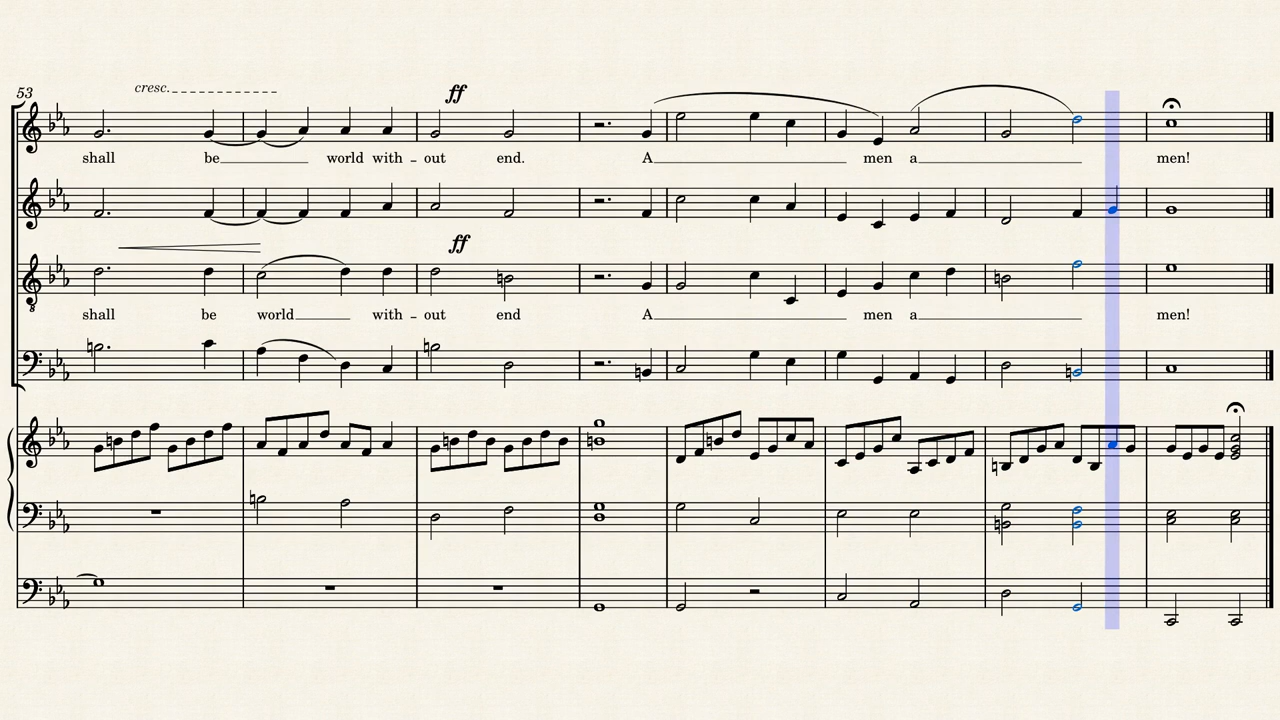 53
cresc.
ff
shall be world with - out end. A men a men!
ff
shall be world with - out end A men a men!